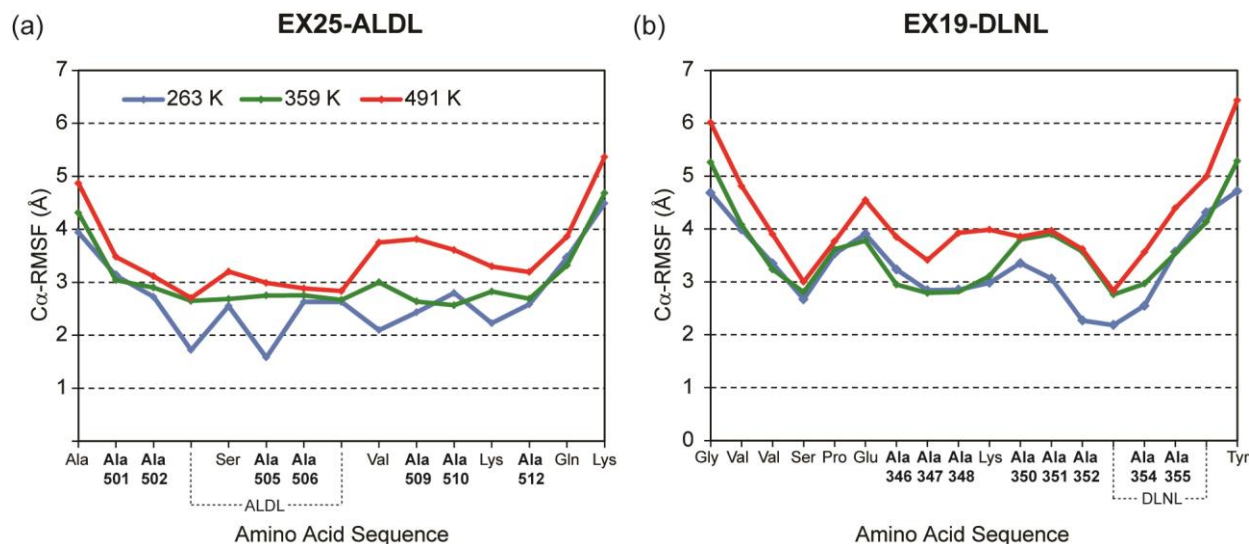 (a)
EX25-ALDL
7
6
5
4
3
2
1
Cα-RMSF (Å)
263 K 359 K 491 K
Ala Ala Ala Ser Ala Ala Val Ala Ala Lys Ala Gln Lys
501 502 505 506 509 510 512
ALDL
Amino Acid Sequence
(b)
EX19-DLNL
7
6
5
4
3
2
1
0
Cα-RMSF (Å)
Gly Val Val Ser Pro Glu Ala Ala Ala Lys Ala Ala Ala Ala Ala Tyr
346 347 348 350 351 352 354 355
DLNL
Amino Acid Sequence